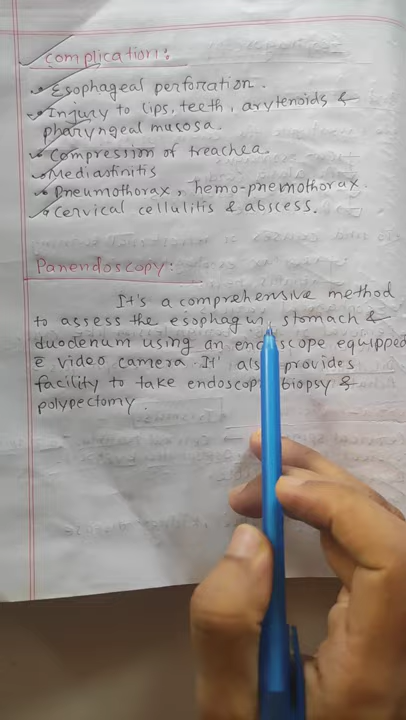 complication:
Esophageal perforation.
Injury to lips, teeth, arytenoids &
pharyngeal mucosa.
Compression of treachea.
Mediastinitis
Pneumothorax, hemo-pnemothorax.
Cervical cellulitis & abscess.
Panendoscopy:
It's a comprehensive method
to assess the esophagus, stomach &
duodenum using an endoscope equipped
ē video camera. It also provides
facility to take endoscop biopsy &
polypectomy.